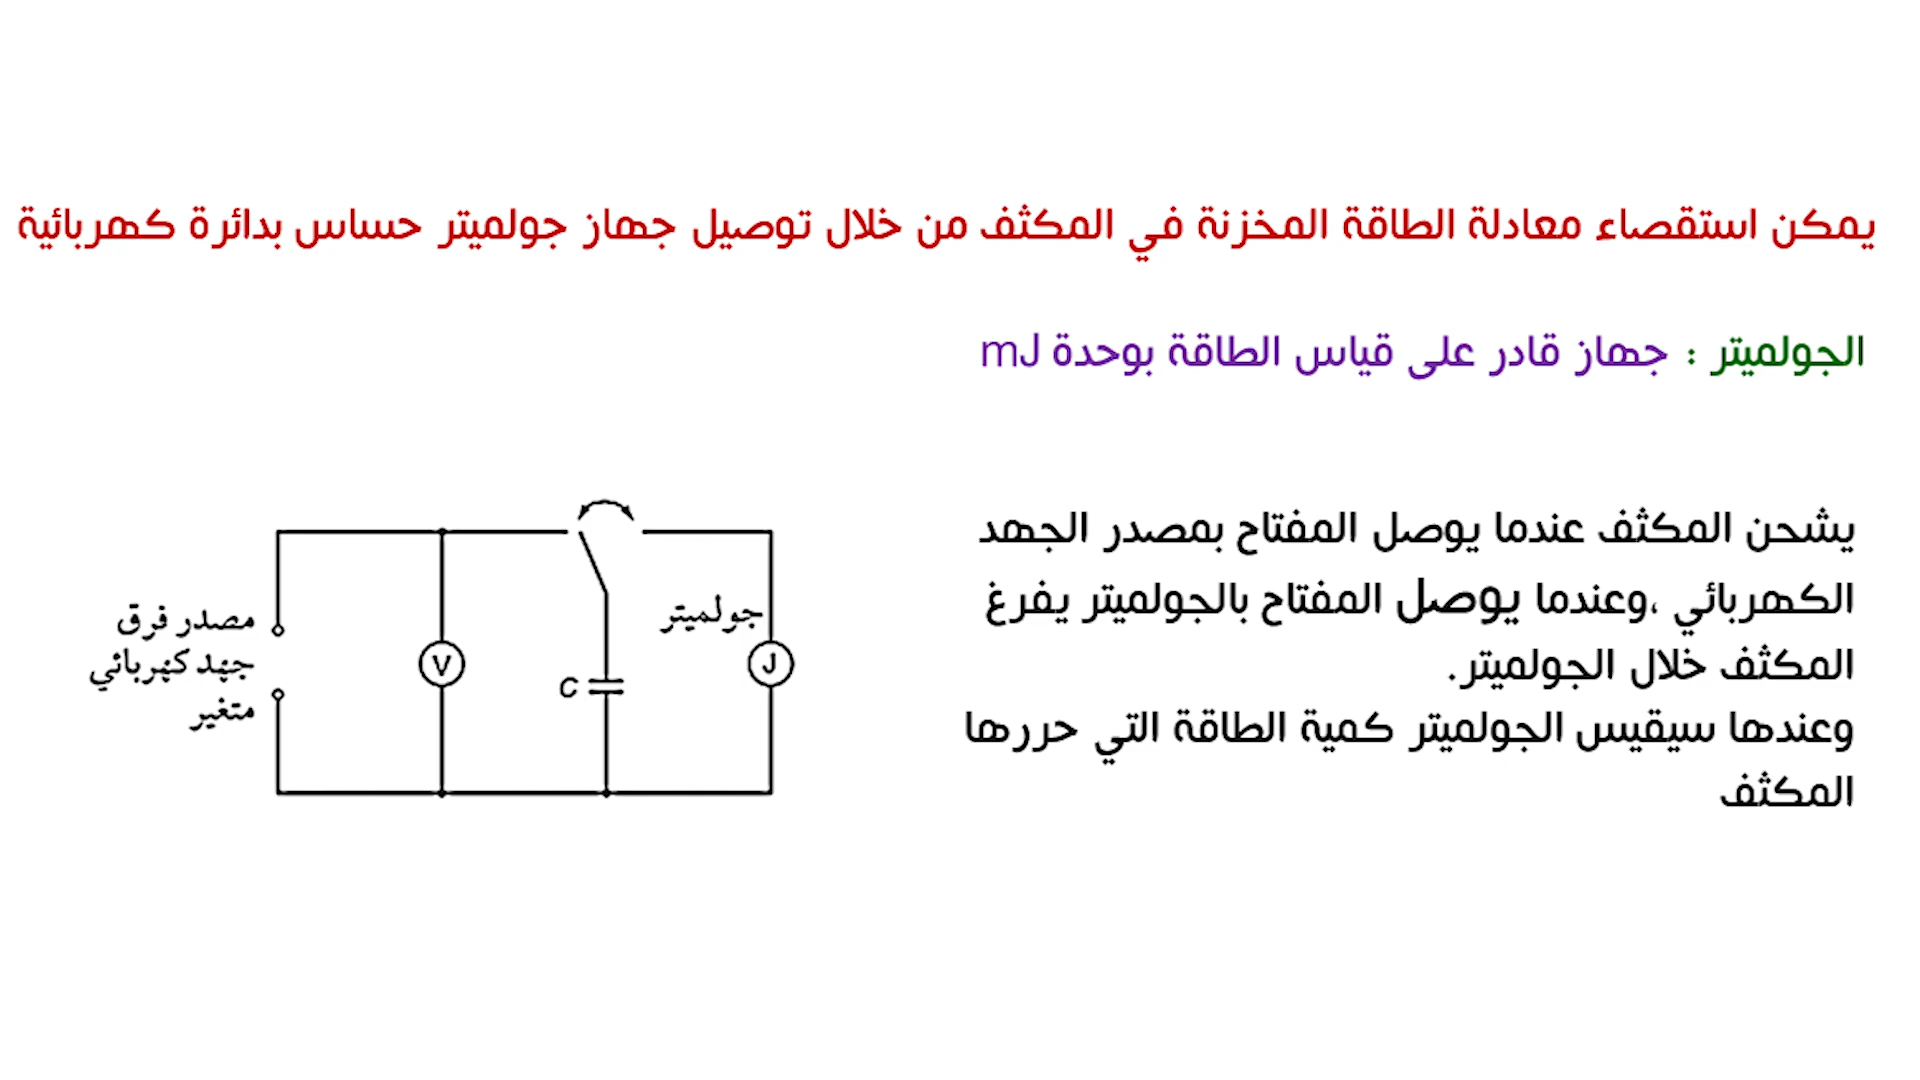 يمكن استقصاء معادلة الطاقة المخزنة في المكثف من خلال توصيل جهاز جولميتر حساس بدائرة كهربائية
الجولميتر : جهاز قادر على قياس الطاقة بوحدة mJ
يشحن المكثف عندما يوصل المفتاح بمصدر الجهد
الكهربائي ،وعندما يوصل المفتاح بالجولميتر يفرغ
المكثف خلال الجولميتر.
وعندها سيقيس الجولميتر كمية الطاقة التي حررها
المكثف
جولميتر
J
C
V
مصدر فرق
جهد كهربائي
متغير